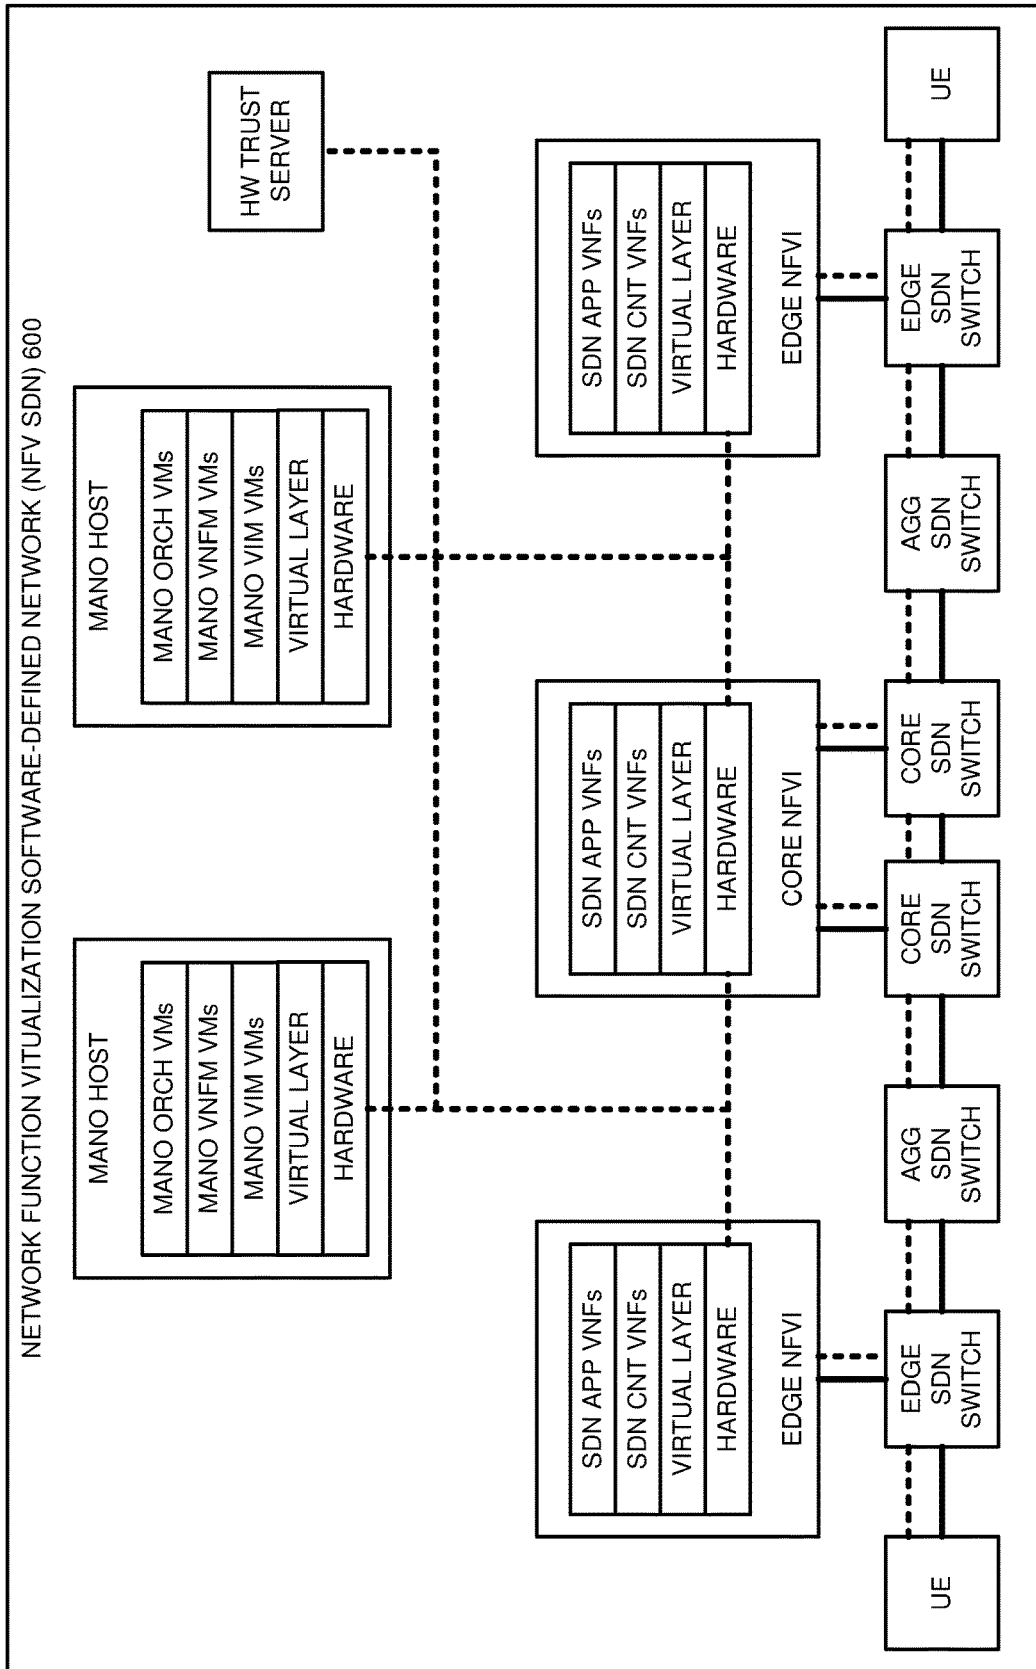 NETWORK FUNCTION VITUALIZATION SOFTWARE-DEFINED NETWORK (NFV SDN) 600
MANO HOST
MANO ORCH VMs
MANO VNFM VMs
MANO VIM VMs
VIRTUAL LAYER
HARDWARE
MANO HOST
MANO ORCH VMs
MANO VNFM VMs
MANO VIM VMs
VIRTUAL LAYER
HARDWARE
HW TRUST
SERVER
SDN APP VNFs
SDN CNT VNFs
VIRTUAL LAYER
HARDWARE
EDGE NFVI
SDN APP VNFs
SDN CNT VNFs
VIRTUAL LAYER
HARDWARE
CORE NFVI
SDN APP VNFs
SDN CNT VNFs
VIRTUAL LAYER
HARDWARE
EDGE NFVI
UE
EDGE
SDN
SWITCH
AGG
SDN
SWITCH
CORE
SDN
SWITCH
CORE
SDN
SWITCH
AGG
SDN
SWITCH
EDGE
SDN
SWITCH
UE